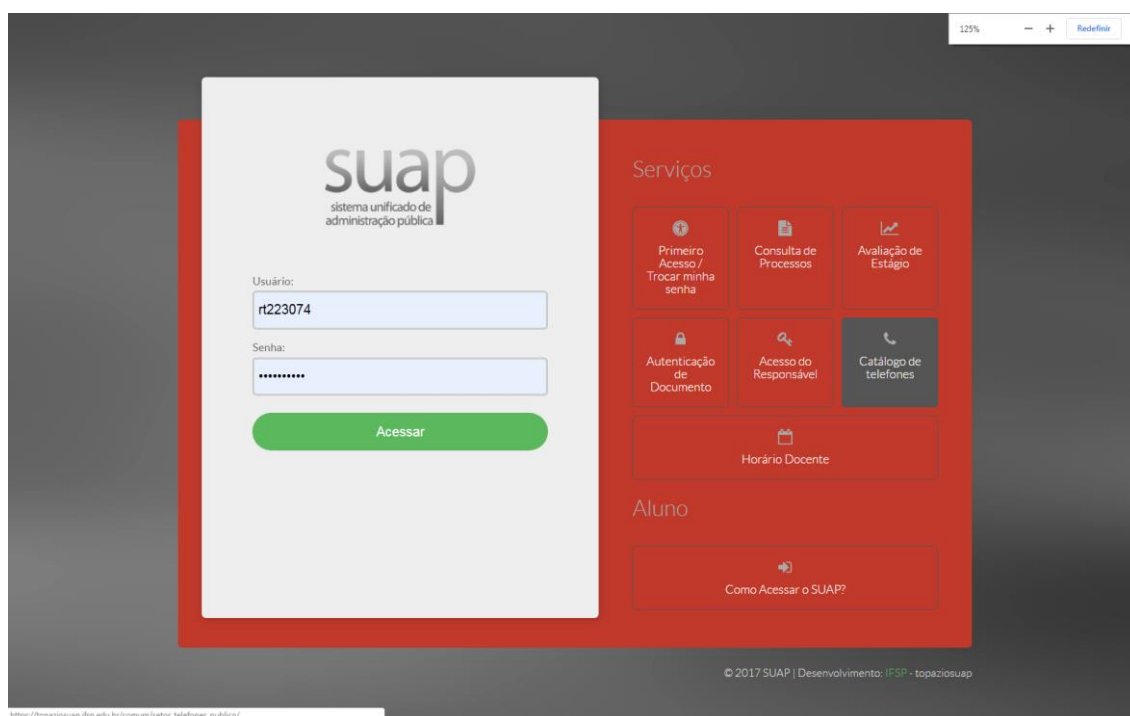 125%
−
+
Redefinir
suap
sistema unificado de
administração pública
Usuário:
rt223074
Senha:
••••••••••
Acessar
Serviços
Primeiro
Acesso /
Trocar minha
senha
Consulta de
Processos
Avaliação de
Estágio
Autenticação
de
Documento
Acesso do
Responsável
Catálogo de
telefones
Horário Docente
Aluno
Como Acessar o SUAP?
© 2017 SUAP | Desenvolvimento: IFSP - topaziosuap